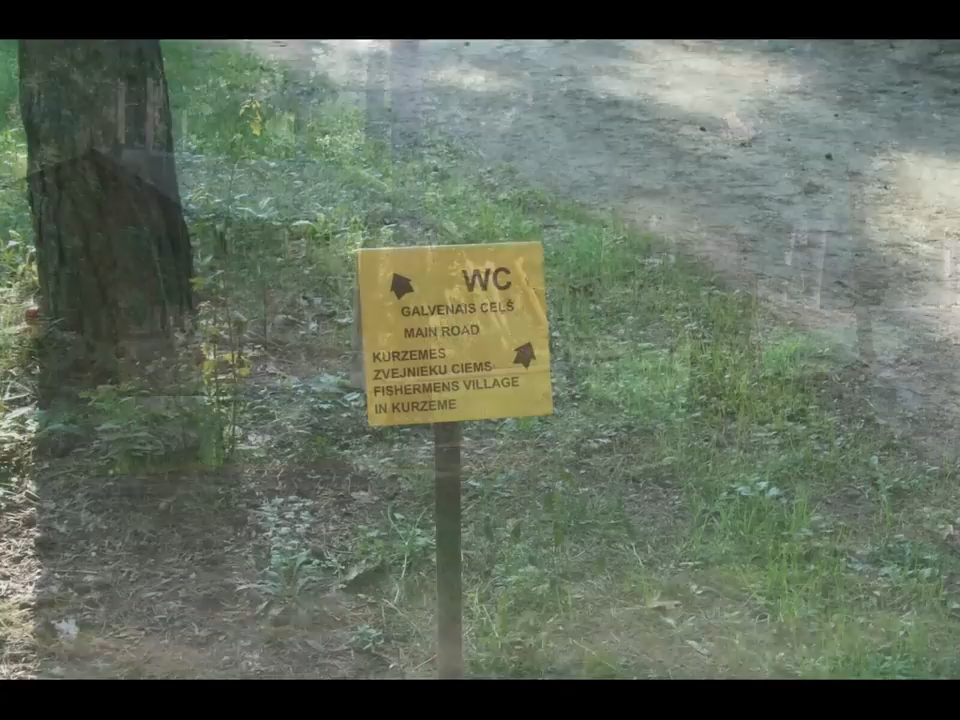 WC
GALVENAIS CEĻŠ
MAIN ROAD
KURZEMES
ZVEJNIEKU CIEMS
FISHERMENS VILLAGE
IN KURZEME